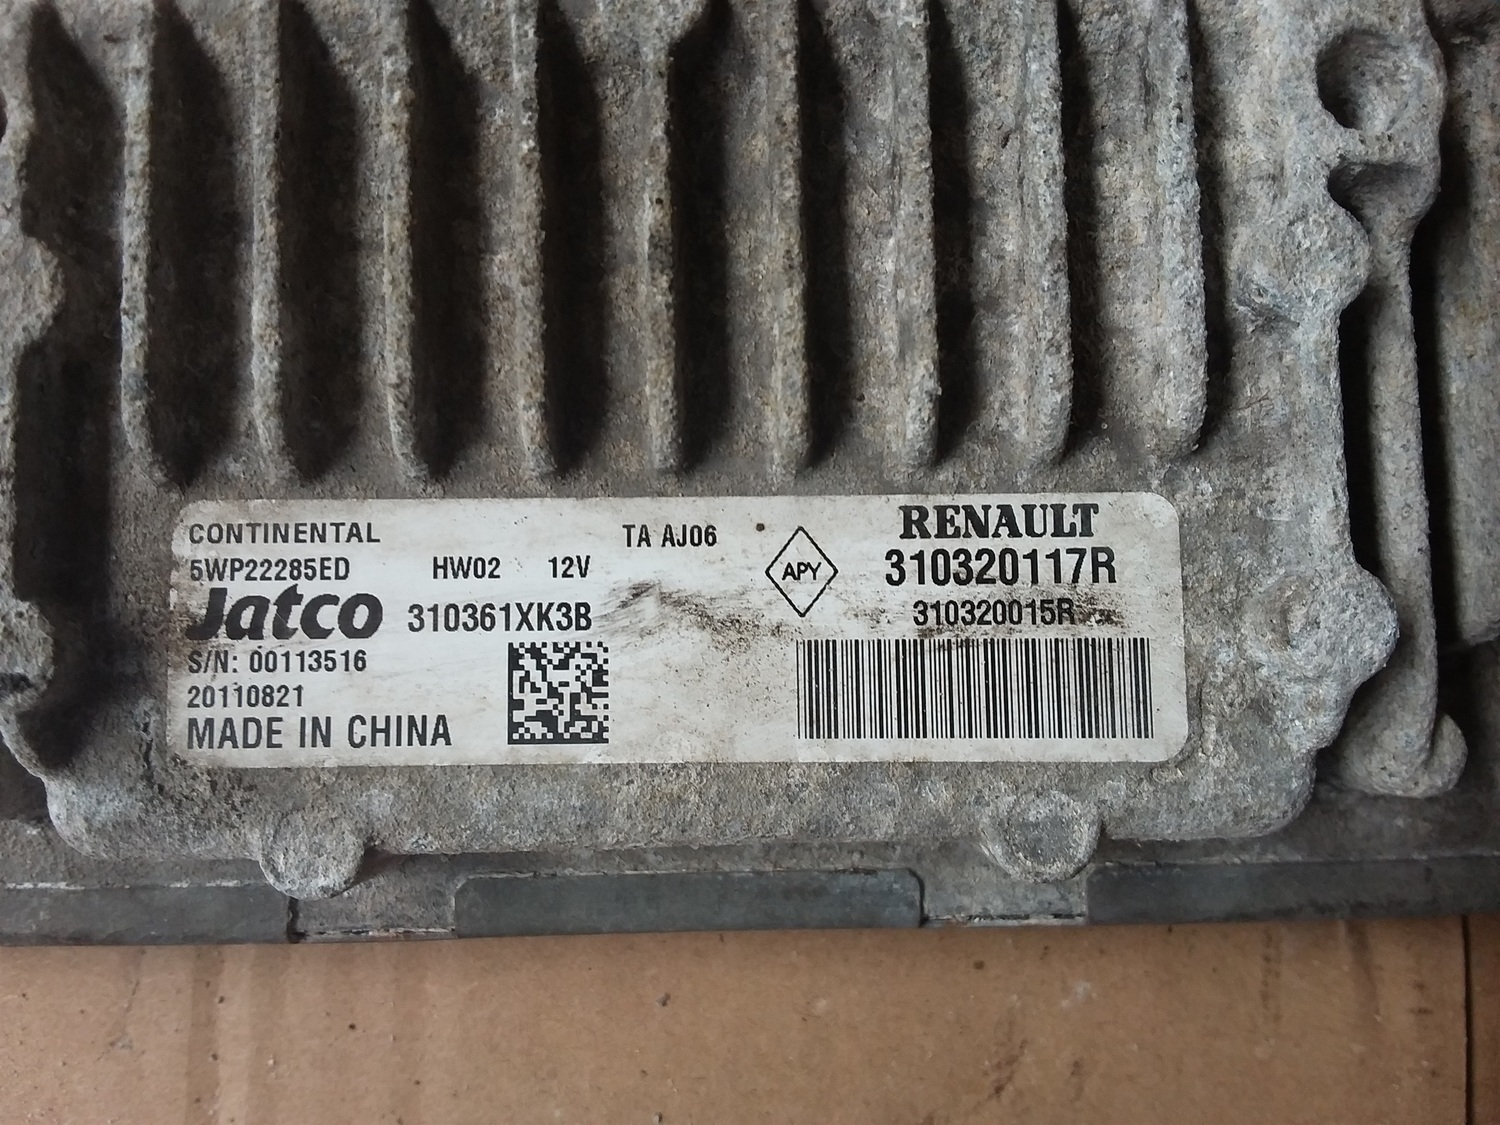 CONTINENTAL
5WP22285ED HW02 12V
TA AJ06
Jatco 310361XK3B
S/N: 00113516
20110821
MADE IN CHINA
APY
RENAULT
310320117R
310320015R